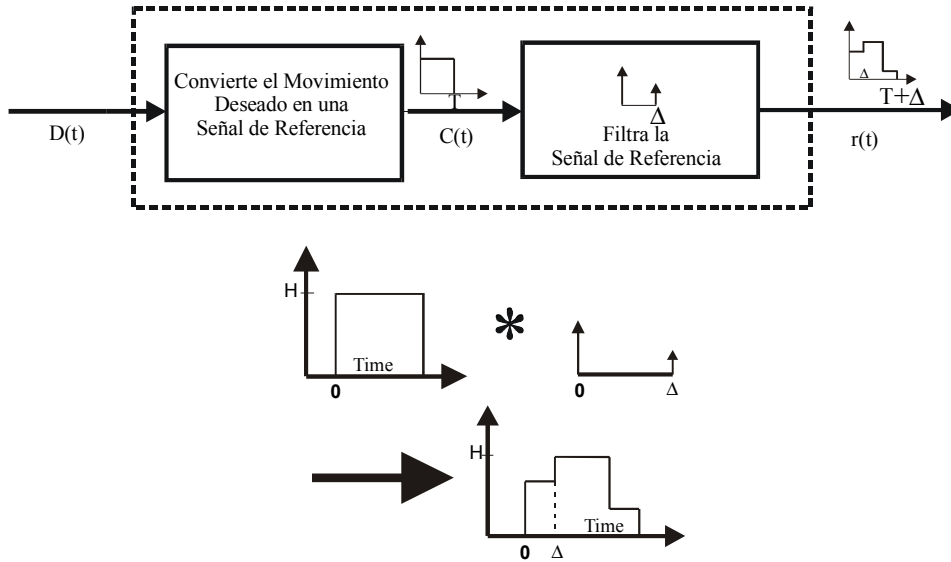 Convierte el Movimiento
Deseado en una
Señal de Referencia
D(t)
C(t)
Δ
Filtra la
Señal de Referencia
Δ
T+Δ
r(t)
H
Time
0
*
0
Δ
H
Time
0
Δ